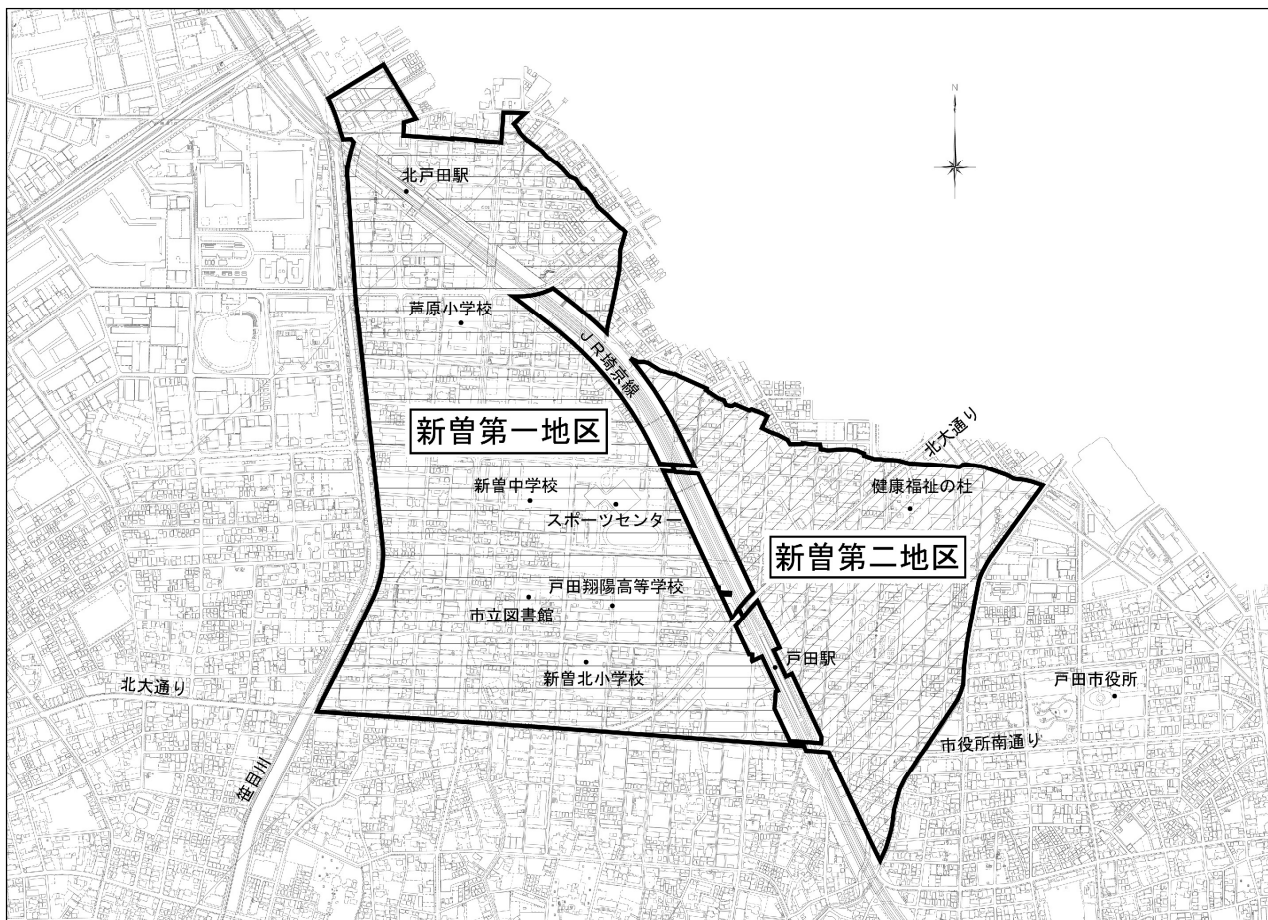 N
北戸田駅
芦原小学校
JR埼京線
新曽第一地区
北大通り
健康福祉の杜
新曽中学校
スポーツセンター
新曽第二地区
戸田翔陽高等学校
市立図書館
戸田駅
新曽北小学校
北大通り
戸田市役所
市役所南通り
笹目川